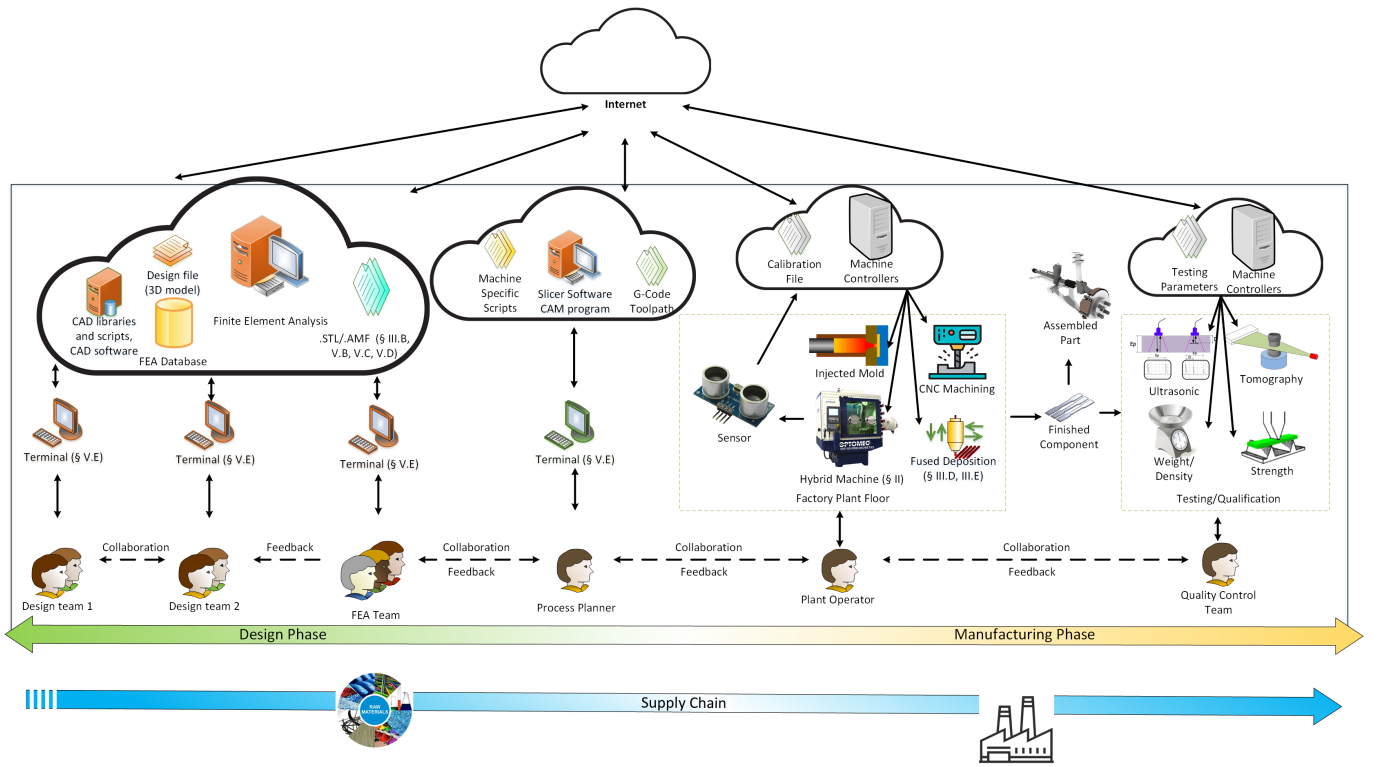 Internet
Design file
(3D model)
CAD libraries
and scripts,
CAD software
FEA Database
Finite Element Analysis
.STL/.AMF (§ III.B,
V.B, V.C, V.D)
Machine
Specific
Scripts
Slicer Software
CAM program
G-Code
Toolpath
Calibration
File
Machine
Controllers
Testing
Parameters
Machine
Controllers
Assembled
Part
Injected Mold
CNC Machining
Sensor
OPTOMEC
Hybrid Machine (§ II)
Fused Deposition
(§ III.D, III.E)
Factory Plant Floor
Finished
Component
Ep
Ultrasonic
Tomography
Weight/
Density
Strength
Testing/Qualification
Terminal (§ V.E)
Terminal (§ V.E)
Terminal (§ V.E)
Terminal (§ V.E)
Collaboration
Feedback
Collaboration
Feedback
Collaboration
Feedback
Collaboration
Feedback
Design team 1
Design team 2
FEA Team
Process Planner
Plant Operator
Quality Control
Team
Design Phase
Manufacturing Phase
RAW
MATERIALS
Supply Chain